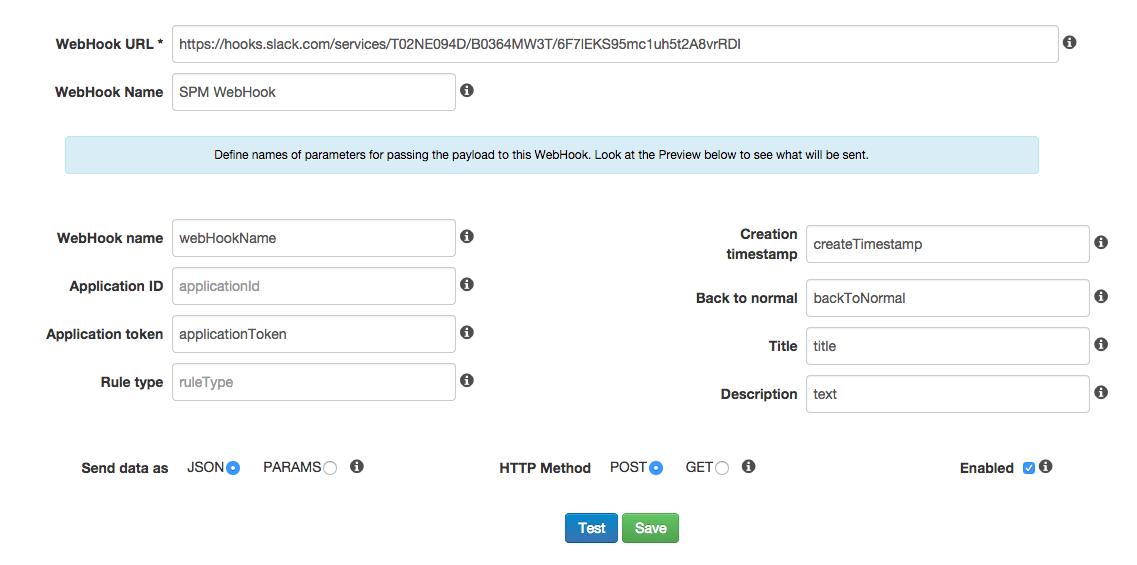 WebHook URL * https://hooks.slack.com/services/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
WebHook Name SPM WebHook
Define names of parameters for passing the payload to this WebHook. Look at the Preview below to see what will be sent.
WebHook name webHookName
Creation timestamp createTimestamp
Application ID applicationId
Back to normal backToNormal
Application token applicationToken
Title title
Rule type ruleType
Description text
Send data as JSON PARAMS HTTP Method POST GET Enabled
Test Save